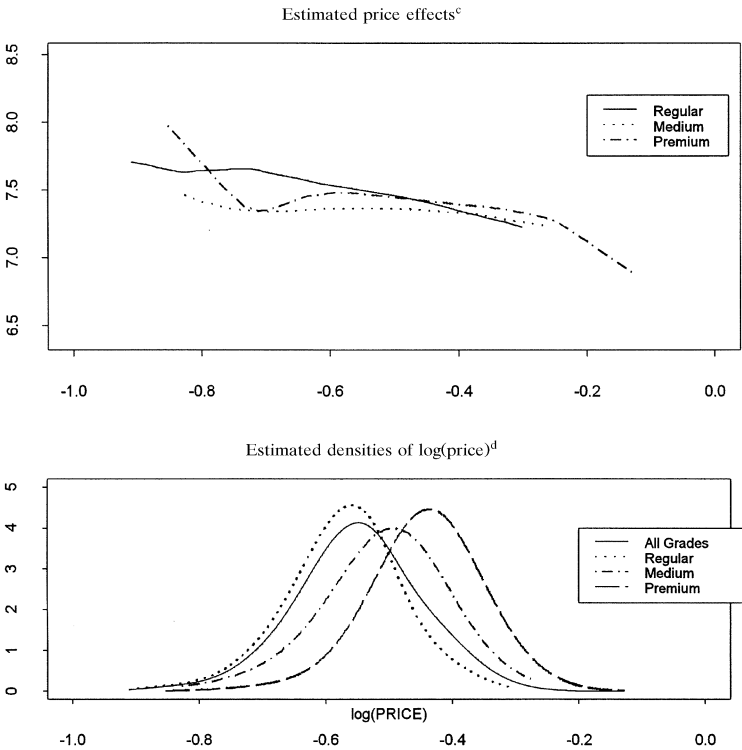 Estimated price effectsc
8.5
8.0
7.5
7.0
6.5
Regular
Medium
Premium
-1.0 -0.8 -0.6 -0.4 -0.2 0.0
Estimated densities of log(price)d
5
4
3
2
1
0
All Grades
Regular
Medium
Premium
log(PRICE)
-1.0 -0.8 -0.6 -0.4 -0.2 0.0